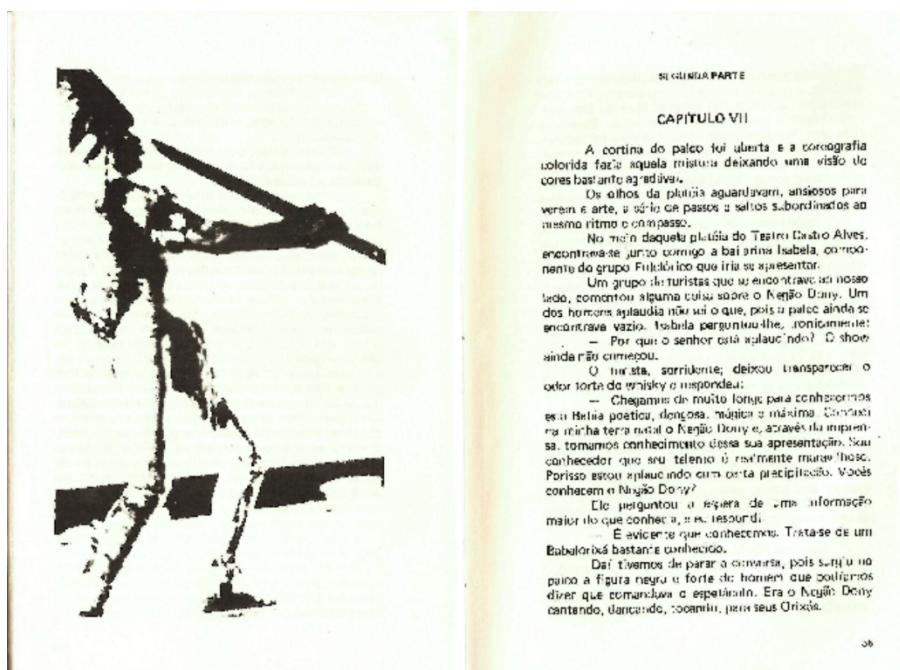 SEGUNDA PARTE
CAPÍTULO VII
A cortina do palco foi aberta e a coreografia
colorida fazia aquela mistura deixando uma visão de
cores bastante agradável.
Os olhos da platéia aguardavam, ansiosos para
verem a arte, a série de passos e saltos subordinados ao
mesmo ritmo e compasso.
No meio daquela platéia do Teatro Castro Alves,
encontrava-se junto comigo a bailarina Isabela, compo-
nente do grupo Folclórico que iria se apresentar.
Um grupo de turistas que se encontrava ao nosso
lado, comentou alguma coisa sobre o Negão Dony. Um
dos homens aplaudia não sei o que, pois o palco ainda se
encontrava vazio. Isabela perguntou-lhe, ironicamente:
— Por que o senhor está aplaudindo? O show
ainda não começou.
O turista, sorridente; deixou transparecer o
odor forte do whisky e respondeu:
— Chegamos de muito longe para conhecermos
esta Bahia poética, dengosa, mágica e máxima. Conheci
na minha terra natal o Negão Dony e, através da impren-
sa, tomamos conhecimento dessa sua apresentação. Sou
conhecedor que seu talento é realmente maravilhoso.
Porisso estou aplaudindo com certa precipitação. Vocês
conhecem o Negão Dony?
Ele perguntou a espera de uma informação
maior do que conhecia, e eu respondi:
— É evidente que conhecemos. Trata-se de um
Babalorixá bastante conhecido.
Daí tivemos de parar a conversa, pois surgiu no
palco a figura negra e forte do homem que podíamos
dizer que comandava o espetáculo. Era o Negão Dony
cantando, dançando, tocando, para seus Orixás.